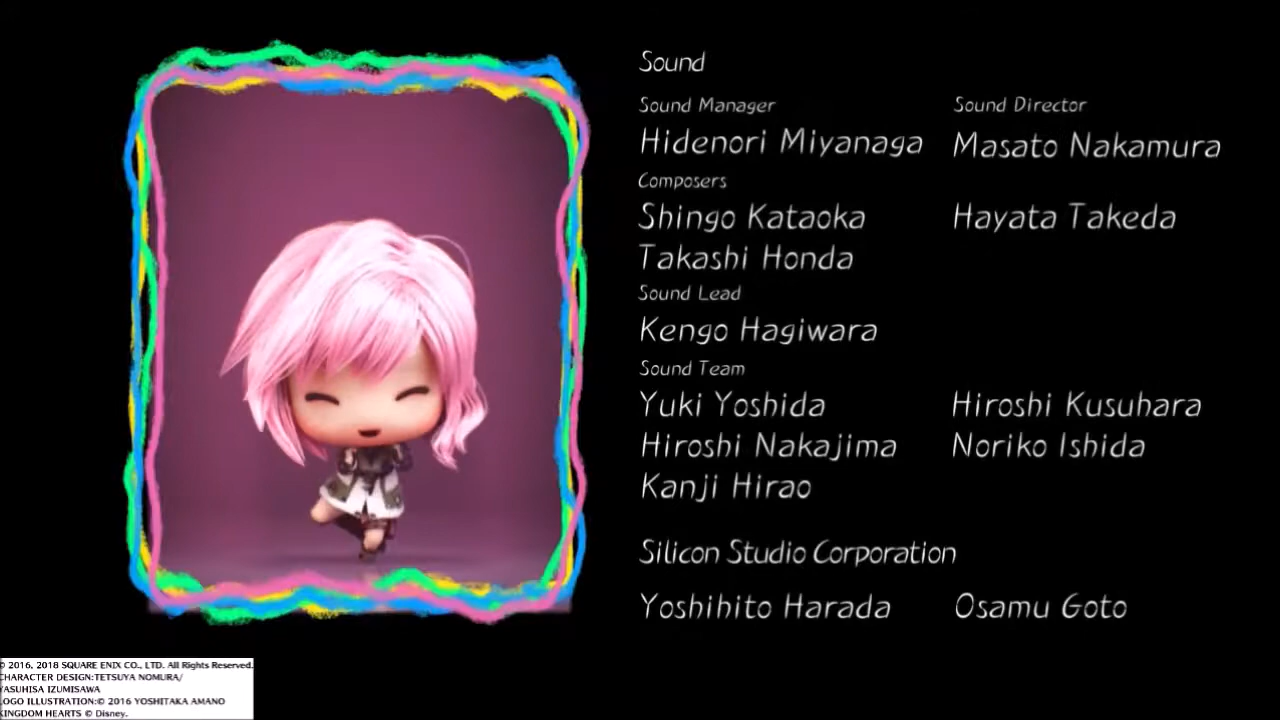 Sound
Sound Manager
Sound Director
Hidenori Miyanaga
Masato Nakamura
Composers
Shingo Kataoka
Hayata Takeda
Takashi Honda
Sound Lead
Kengo Hagiwara
Sound Team
Yuki Yoshida
Hiroshi Kusuhara
Hiroshi Nakajima
Noriko Ishida
Kanji Hirao
Silicon Studio Corporation
Yoshihito Harada
Osamu Goto
© 2016, 2018 SQUARE ENIX CO., LTD. All Rights Reserved.
CHARACTER DESIGN:TETSUYA NOMURA/
YASUHISA IZUMISAWA
LOGO ILLUSTRATION:© 2016 YOSHITAKA AMANO
KINGDOM HEARTS © Disney.